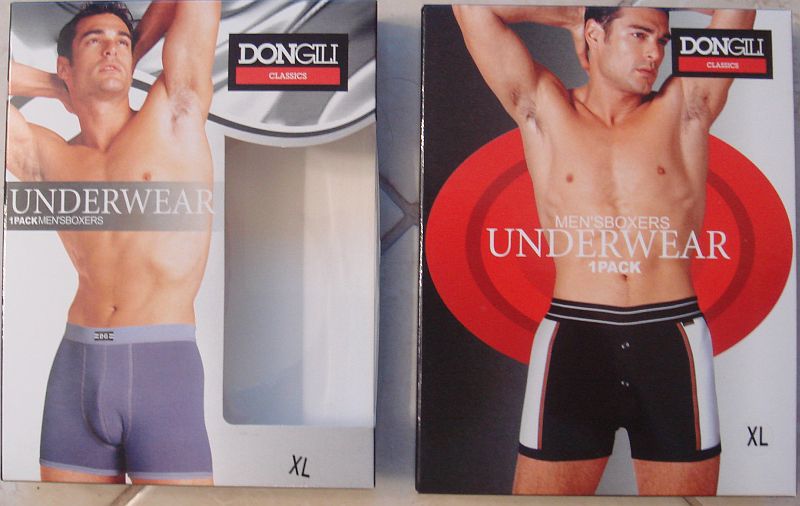 DONGILI
CLASSICS
UNDERWEAR
1PACK MEN'SBOXERS
XL
DONGILI
CLASSICS
MEN'SBOXERS
UNDERWEAR
1PACK
XL